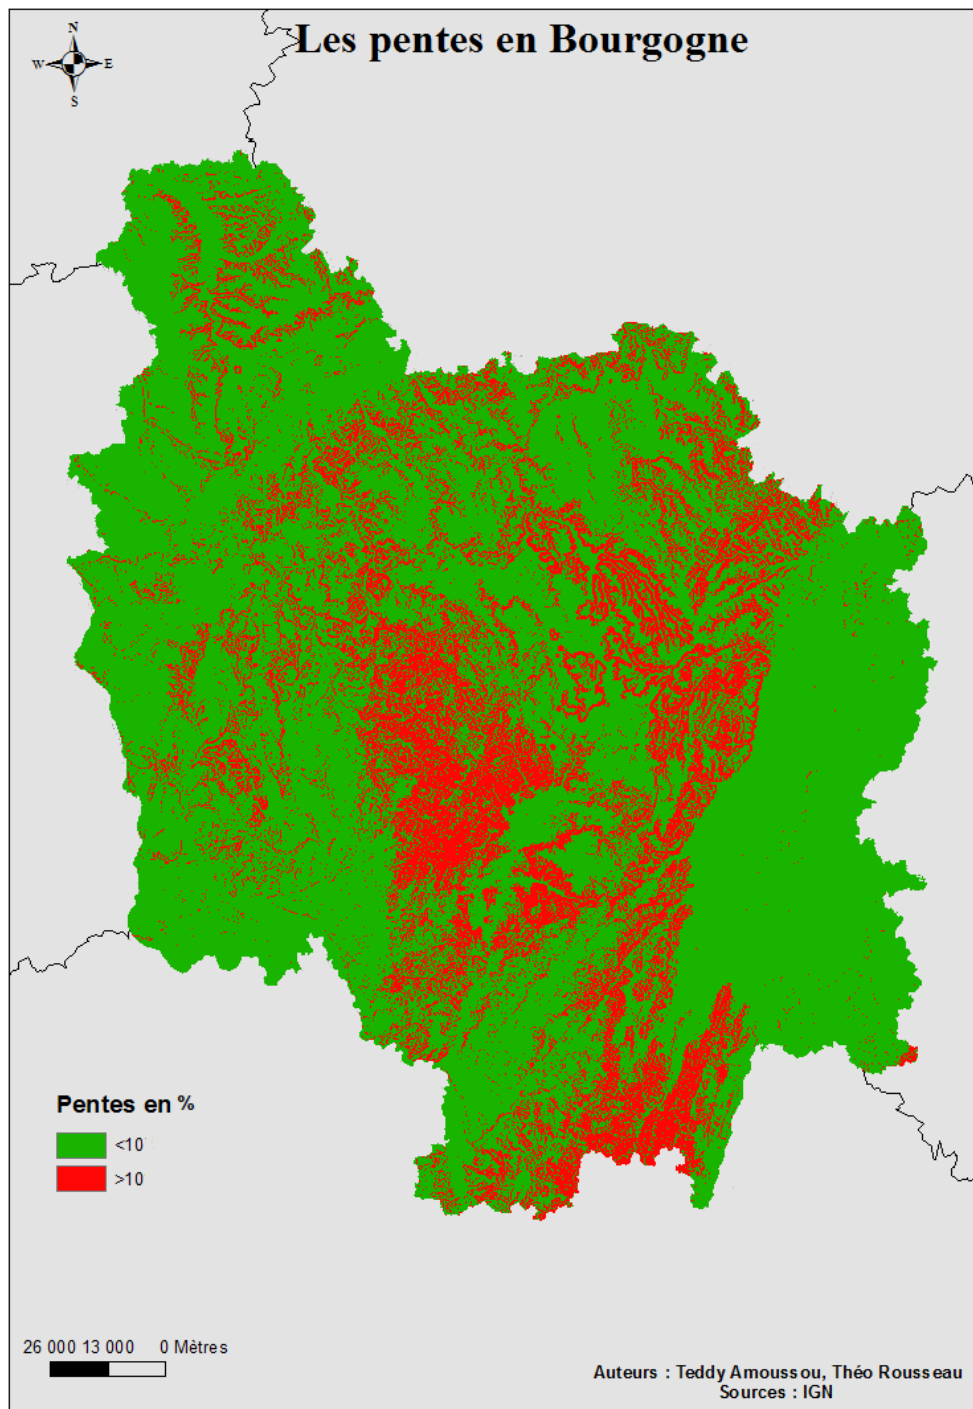 Les pentes en Bourgogne
N
W E
S
Pentes en %
<10
>10
26 000 13 000 0 Mètres
Auteurs : Teddy Amoussou, Théo Rousseau
Sources : IGN